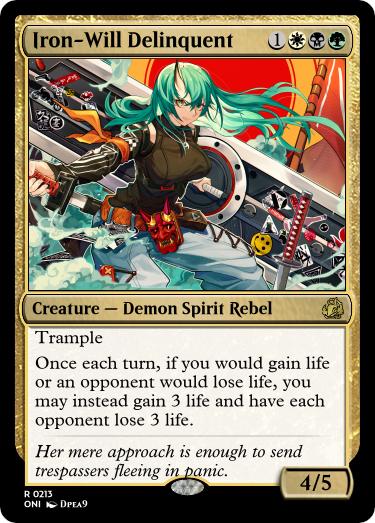 Iron-Will Delinquent 1
Creature — Demon Spirit Rebel
Trample
Once each turn, if you would gain life
or an opponent would lose life, you
may instead gain 3 life and have each
opponent lose 3 life.
Her mere approach is enough to send
trespassers fleeing in panic.
4/5
R 0213
ONI DPEA9